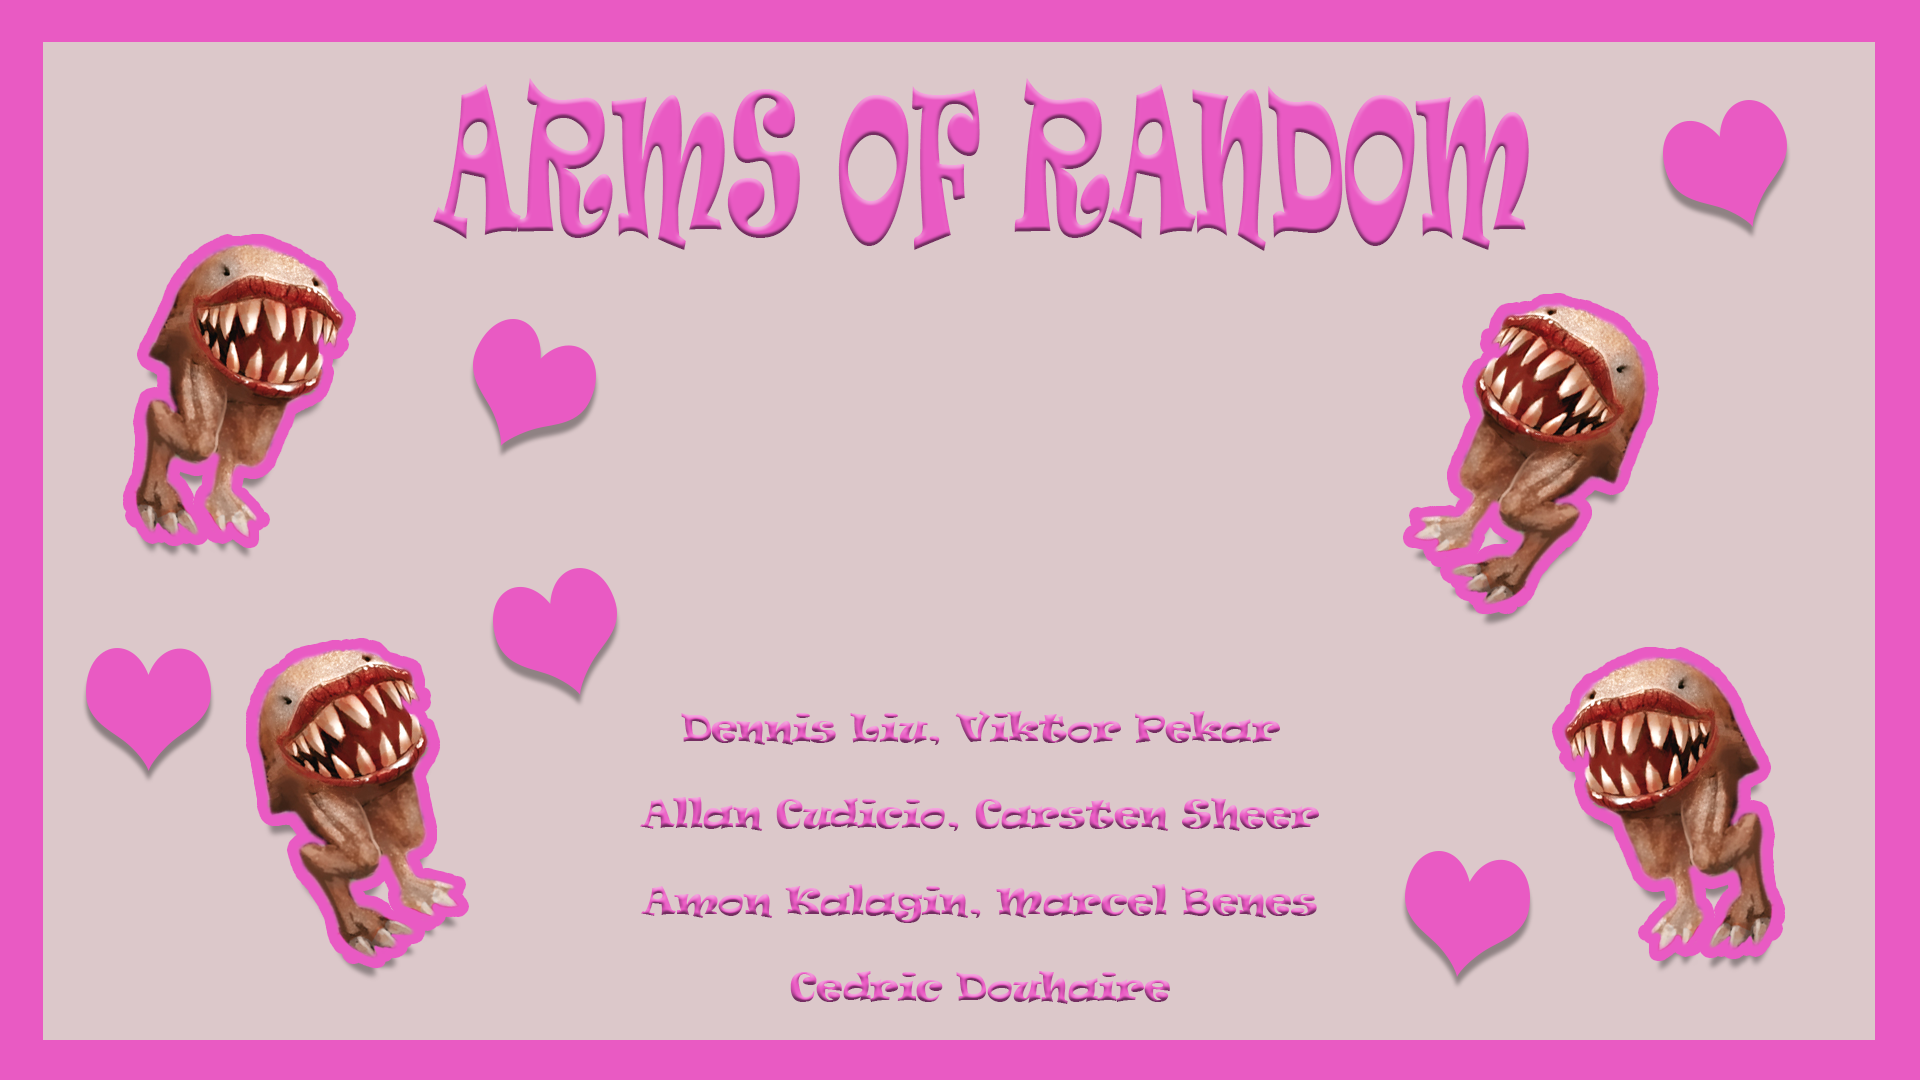 ARMS OF RANDOM
Dennis Liu, Viktor Pekar
Allan Cudicio, Carsten Sheer
Amon Kalagin, Marcel Benes
Cedric Douhaire